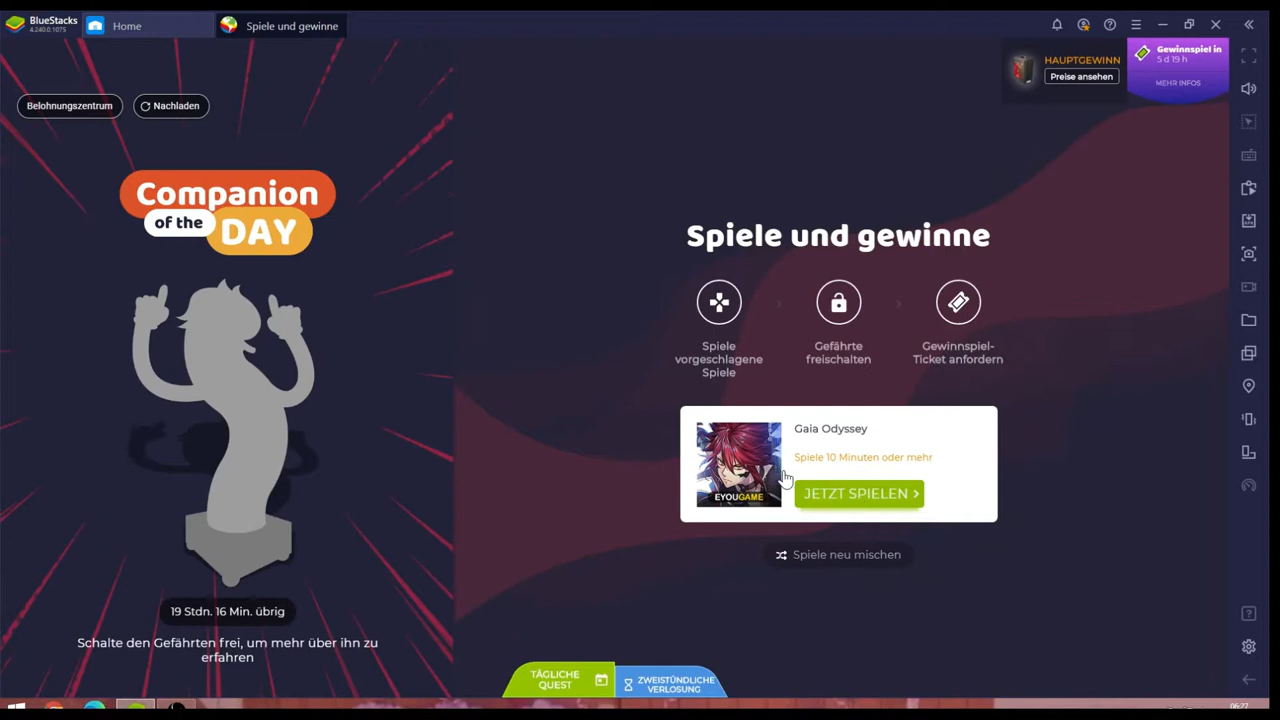 BlueStacks
4.240.0.1075
Home
Spiele und gewinne
HAUPTGEWINN
Preise ansehen
Gewinnspiel in
5 d 19 h
MEHR INFOS
Belohnungszentrum
Nachladen
Companion
of the
DAY
Spiele und gewinne
Spiele
vorgeschlagene
Spiele
Gefährte
freischalten
Gewinnspiel-
Ticket anfordern
Gaia Odyssey
Spiele 10 Minuten oder mehr
EYOUGAME
JETZT SPIELEN
Spiele neu mischen
19 Stdn. 16 Min. übrig
Schalte den Gefährten frei, um mehr über ihn zu
erfahren
TÄGLICHE
QUEST
ZWEISTÜNDLICHE
VERLOSUNG
06:27